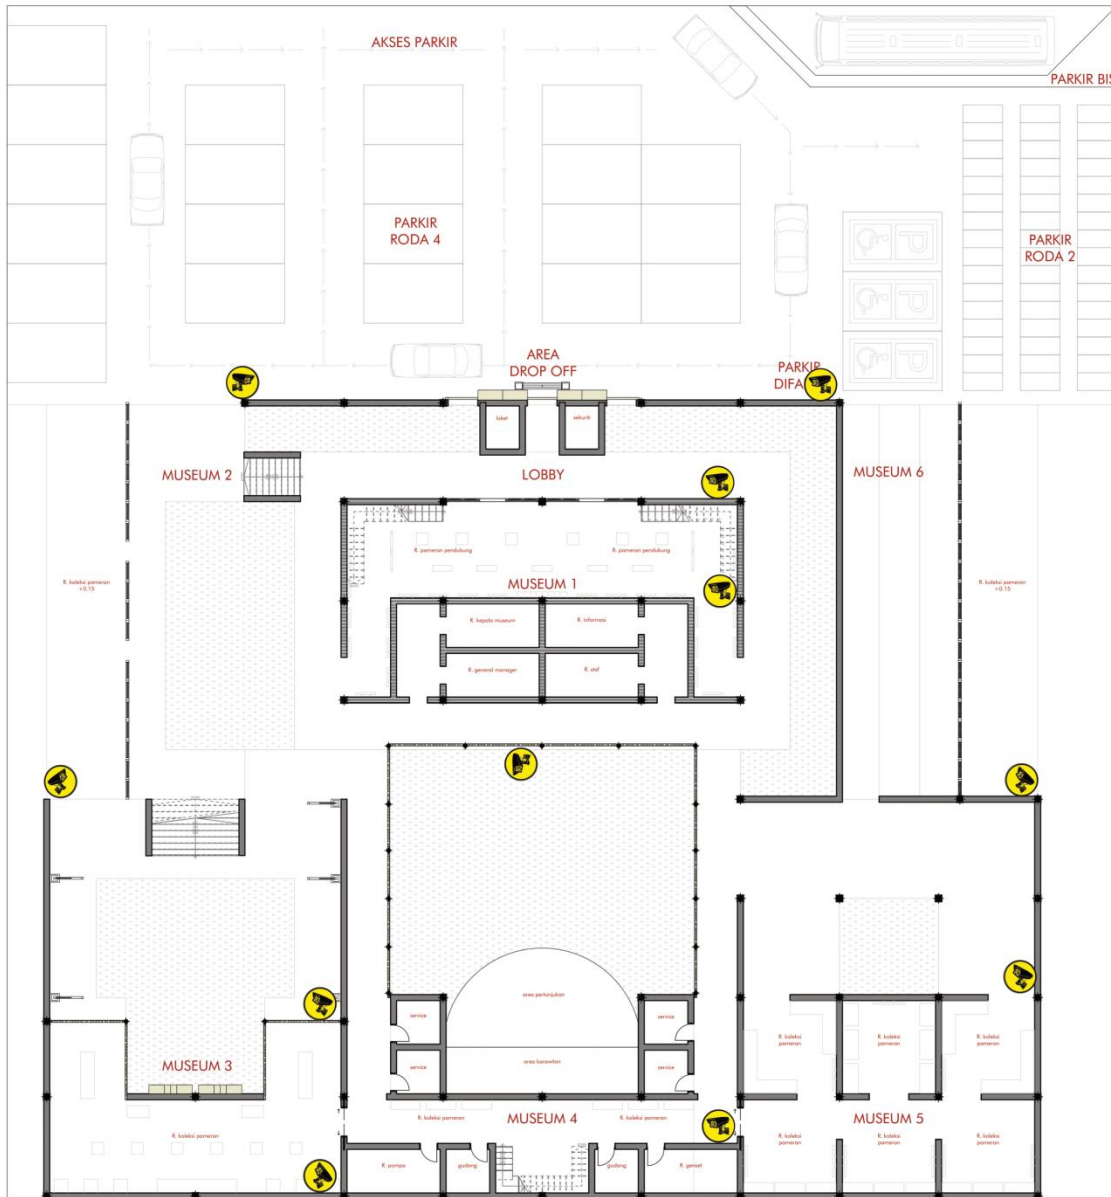 AKSES PARKIR
PARKIR BIS
PARKIR
RODA 4
PARKIR
RODA 2
P
P
P
AREA
DROP OFF
PARKIR
DIFA
loket
sekuriti
MUSEUM 2
LOBBY
MUSEUM 6
R. pameran pendukung
R. pameran pendukung
MUSEUM 1
R. koleksi pameran
+0.15
R. koleksi pameran
+0.15
R. kepala museum
R. informasi
R. general manager
R. staf
area pertunjukan
service
service
area karawitan
service
service
R. koleksi
pameran
R. koleksi
pameran
R. koleksi
pameran
MUSEUM 3
R. koleksi pameran
R. koleksi pameran
MUSEUM 4
R. koleksi pameran
MUSEUM 5
R. koleksi
pameran
R. koleksi
pameran
R. koleksi
pameran
R. pompa
gudang
gudang
R. genset